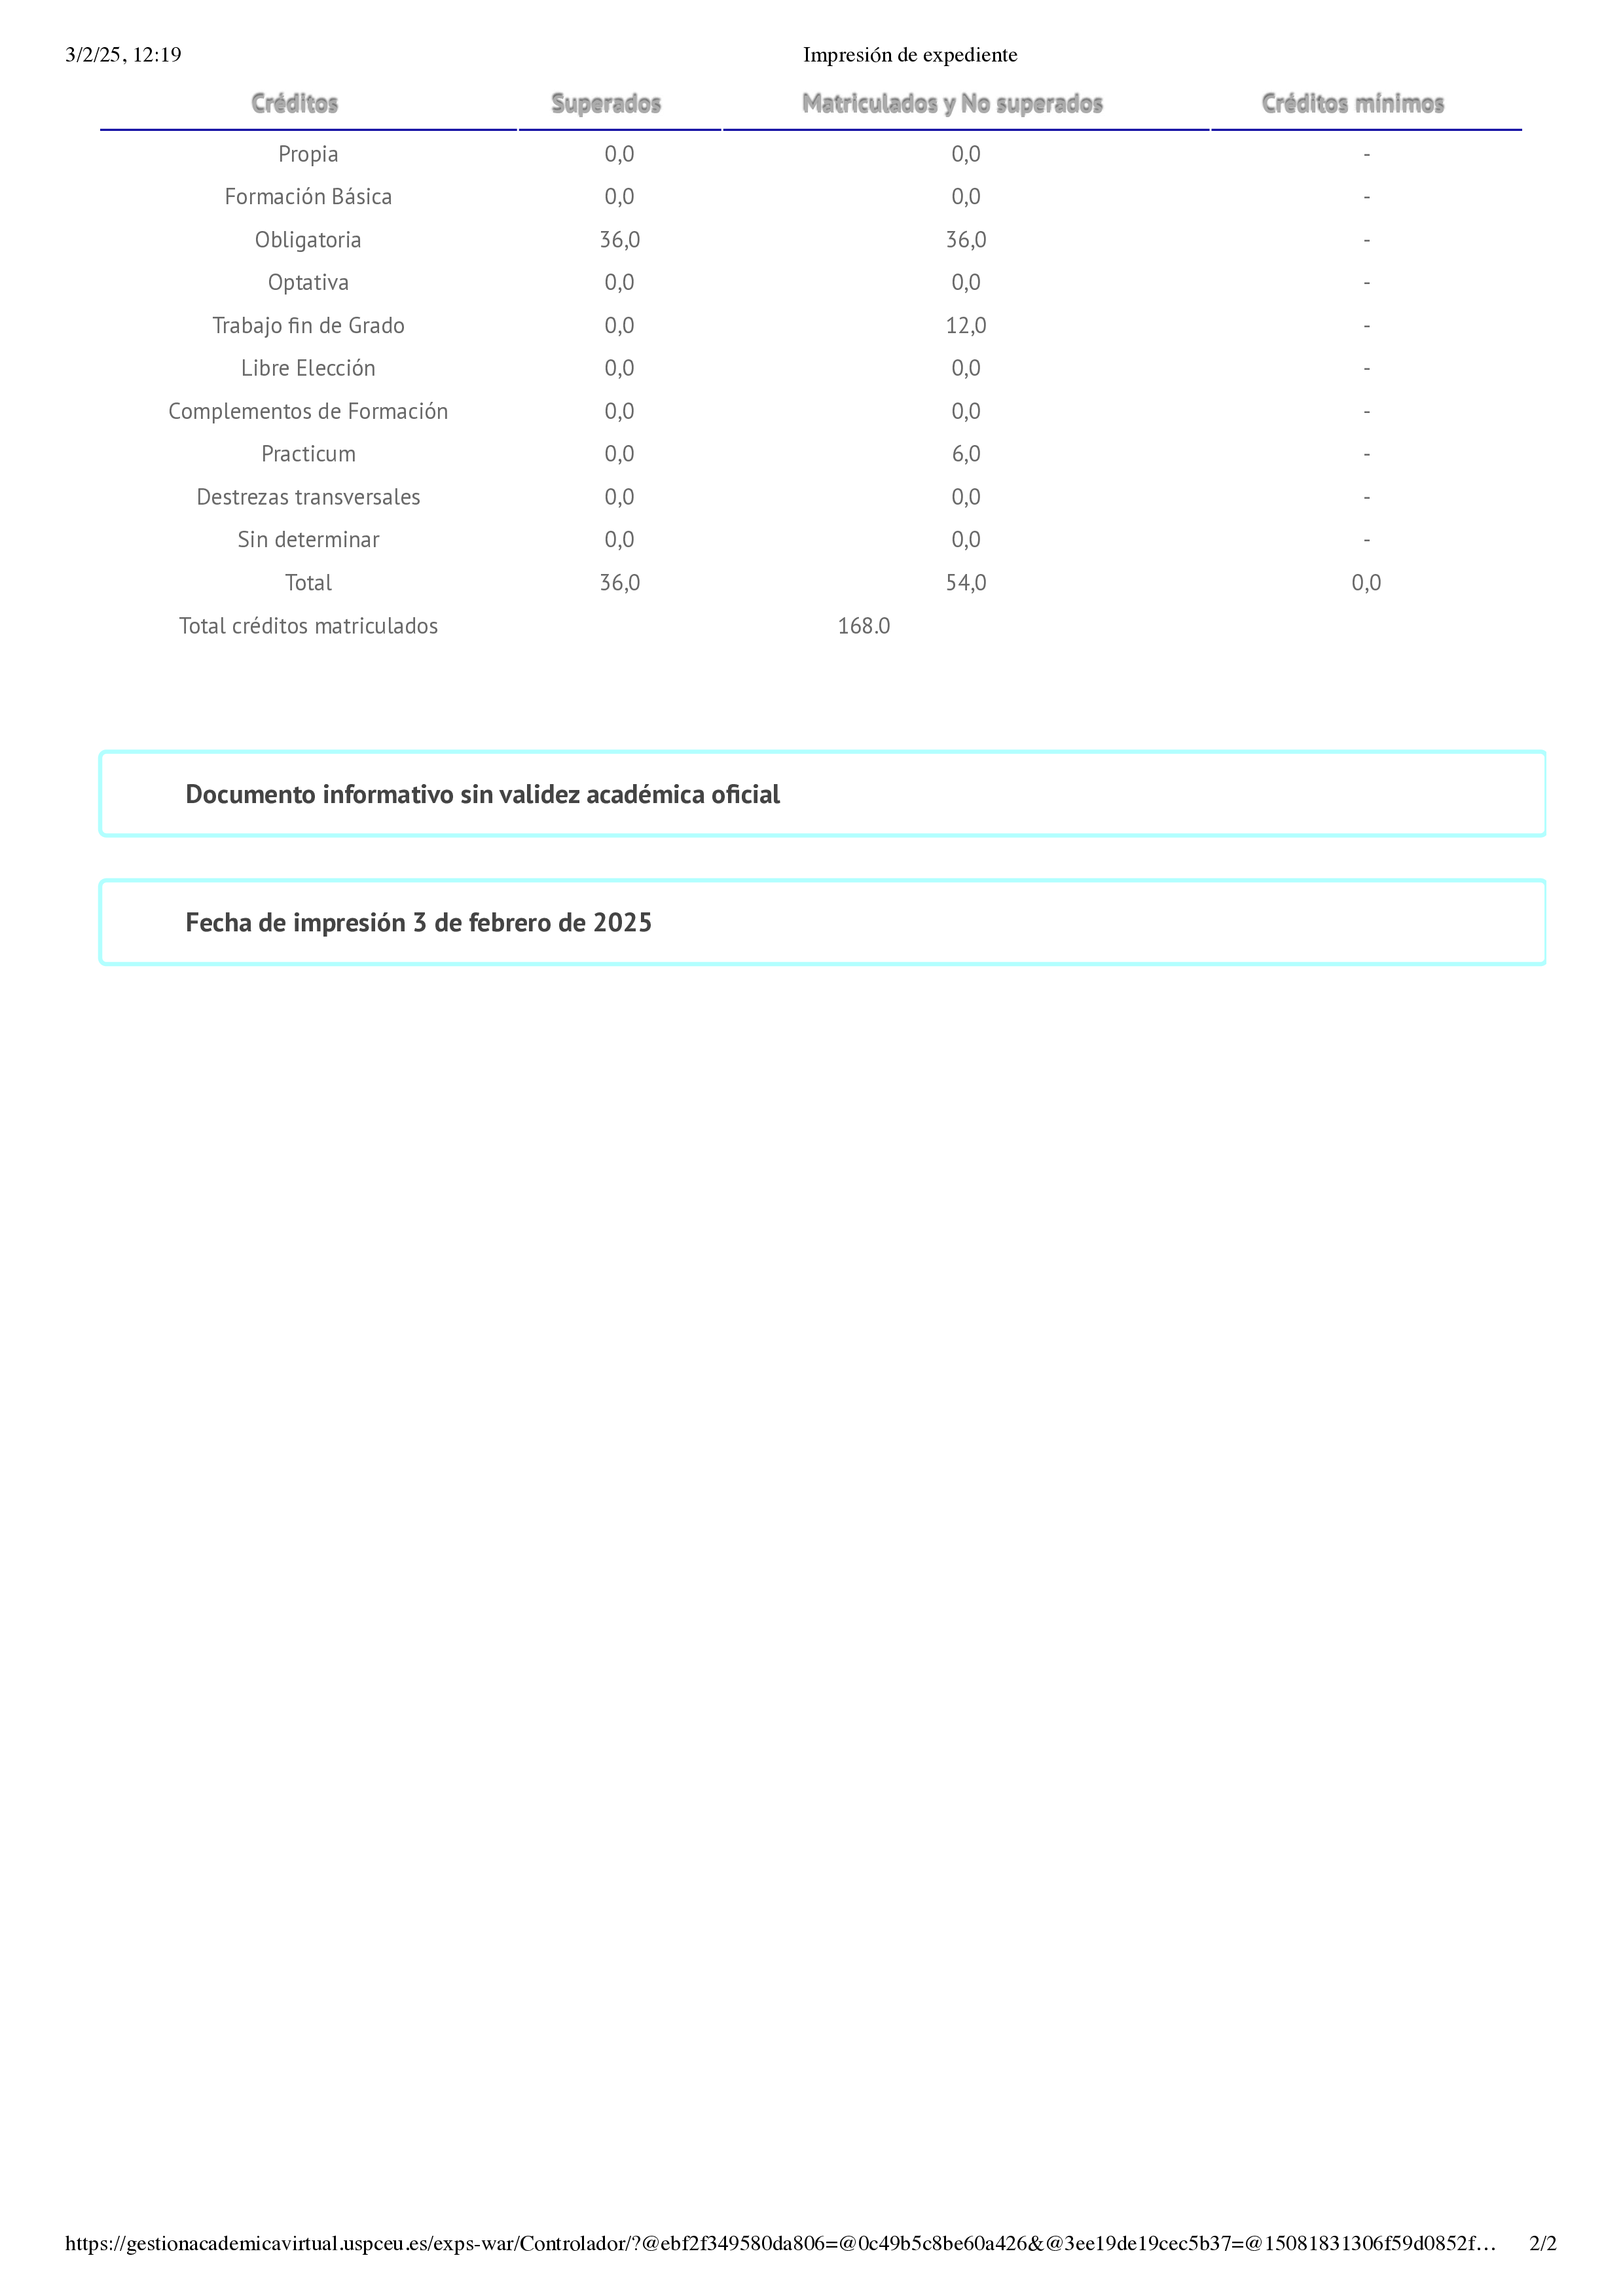 3/2/25, 12:19 Impresión de expediente
Créditos Superados Matriculados y No superados Créditos mínimos
Propia 0,0 0,0 -
Formación Básica 0,0 0,0 -
Obligatoria 36,0 36,0 -
Optativa 0,0 0,0 -
Trabajo fin de Grado 0,0 12,0 -
Libre Elección 0,0 0,0 -
Complementos de Formación 0,0 0,0 -
Practicum 0,0 6,0 -
Destrezas transversales 0,0 0,0 -
Sin determinar 0,0 0,0 -
Total 36,0 54,0 0,0
Total créditos matriculados 168.0
Documento informativo sin validez académica oficial
Fecha de impresión 3 de febrero de 2025
https://gestionacademicavirtual.uspceu.es/exps-war/Controlador/?@ebf2f349580da806=@0c49b5c8be60a426&@3ee19de19cec5b37=@15081831306f59d0852f… 2/2